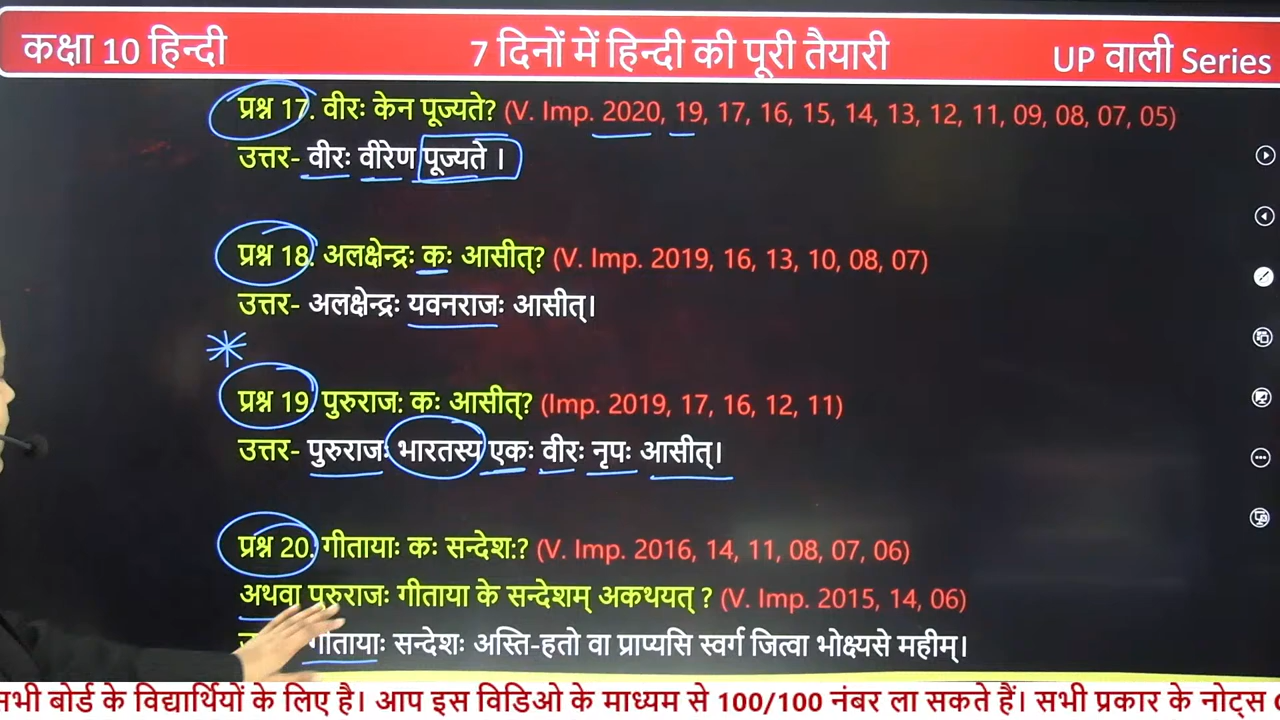 कक्षा 10 हिन्दी 7 दिनों में हिन्दी की पूरी तैयारी UP वाली Series
प्रश्न 17. वीरः केन पूज्यते? (V. Imp. 2020, 19, 17, 16, 15, 14, 13, 12, 11, 09, 08, 07, 05)
उत्तर- वीरः वीरेण पूज्यते ।
प्रश्न 18. अलक्षेन्द्रः कः आसीत्? (V. Imp. 2019, 16, 13, 10, 08, 07)
उत्तर- अलक्षेन्द्रः यवनराजः आसीत्।
प्रश्न 19. पुरुराज: कः आसीत्? (Imp. 2019, 17, 16, 12, 11)
उत्तर- पुरुराजः भारतस्य एकः वीरः नृपः आसीत्।
प्रश्न 20. गीतायाः कः सन्देश:? (V. Imp. 2016, 14, 11, 08, 07, 06)
अथवा पुरुराजः गीताया के सन्देशम् अकथयत् ? (V. Imp. 2015, 14, 06)
गीतायाः सन्देशः अस्ति-हतो वा प्राप्यसि स्वर्ग जित्वा भोक्ष्यसे महीम्।
सभी बोर्ड के विद्यार्थियों के लिए है। आप इस विडिओ के माध्यम से 100/100 नंबर ला सकते हैं। सभी प्रकार के नोट्स